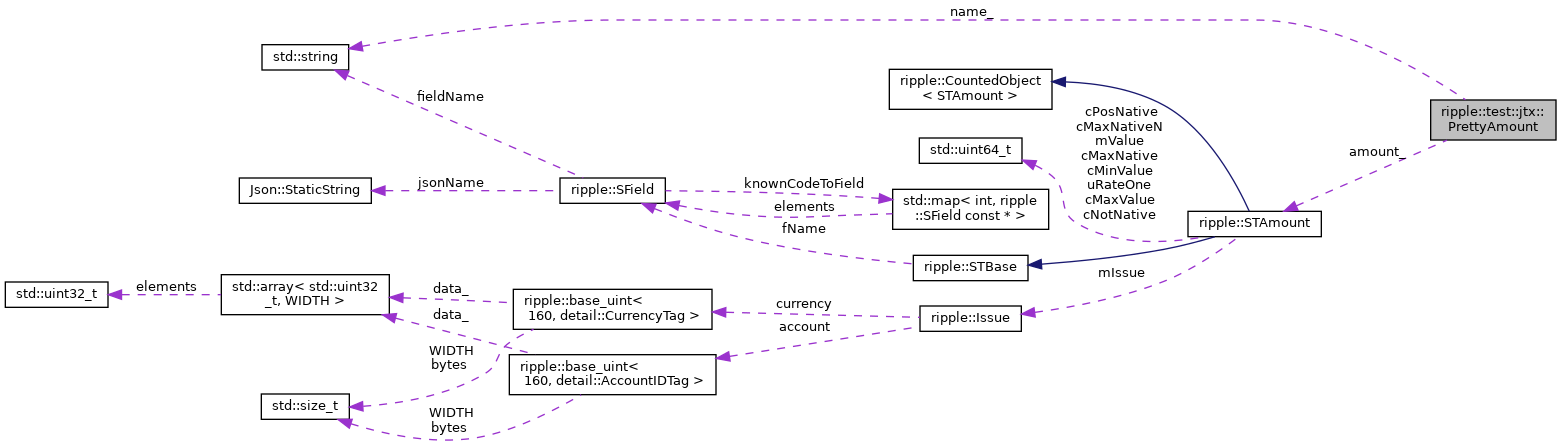 name_
std::string
ripple::CountedObject
< STAmount >
fieldName
ripple::test::jtx::
PrettyAmount
cPosNative
cMaxNativeN
mValue
cMaxNative
cMinValue
uRateOne
cMaxValue
cNotNative
std::uint64_t
amount_
Json::StaticString
jsonName
ripple::SField
knownCodeToField
elements
fName
std::map< int, ripple
::SField const * >
ripple::STAmount
ripple::STBase
mIssue
std::uint32_t
elements
std::array< std::uint32
_t, WIDTH >
data_
data_
ripple::base_uint<
160, detail::CurrencyTag >
currency
account
ripple::Issue
WIDTH
bytes
ripple::base_uint<
160, detail::AccountIDTag >
std::size_t
WIDTH
bytes